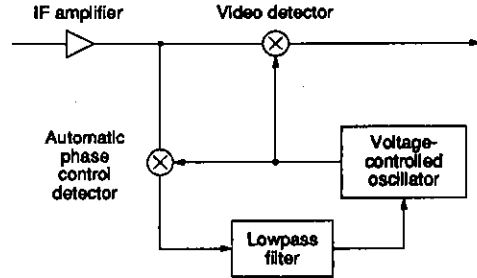 IF amplifier
Video detector
Automatic
phase
control
detector
Voltage-
controlled
oscillator
Lowpass
filter